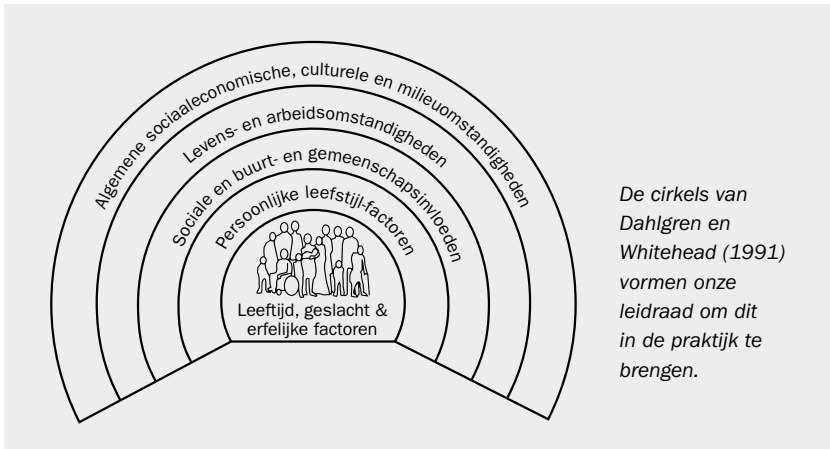 Algemene sociaaleconomische, culturele en milieuomstandigheden
Levens- en arbeidsomstandigheden
Sociale en buurt- en gemeenschapsinvloeden
Persoonlijke leefstijl-factoren
Leeftijd, geslacht &
erfelijke factoren
De cirkels van
Dahlgren en
Whitehead (1991)
vormen onze
leidraad om dit
in de praktijk te
brengen.